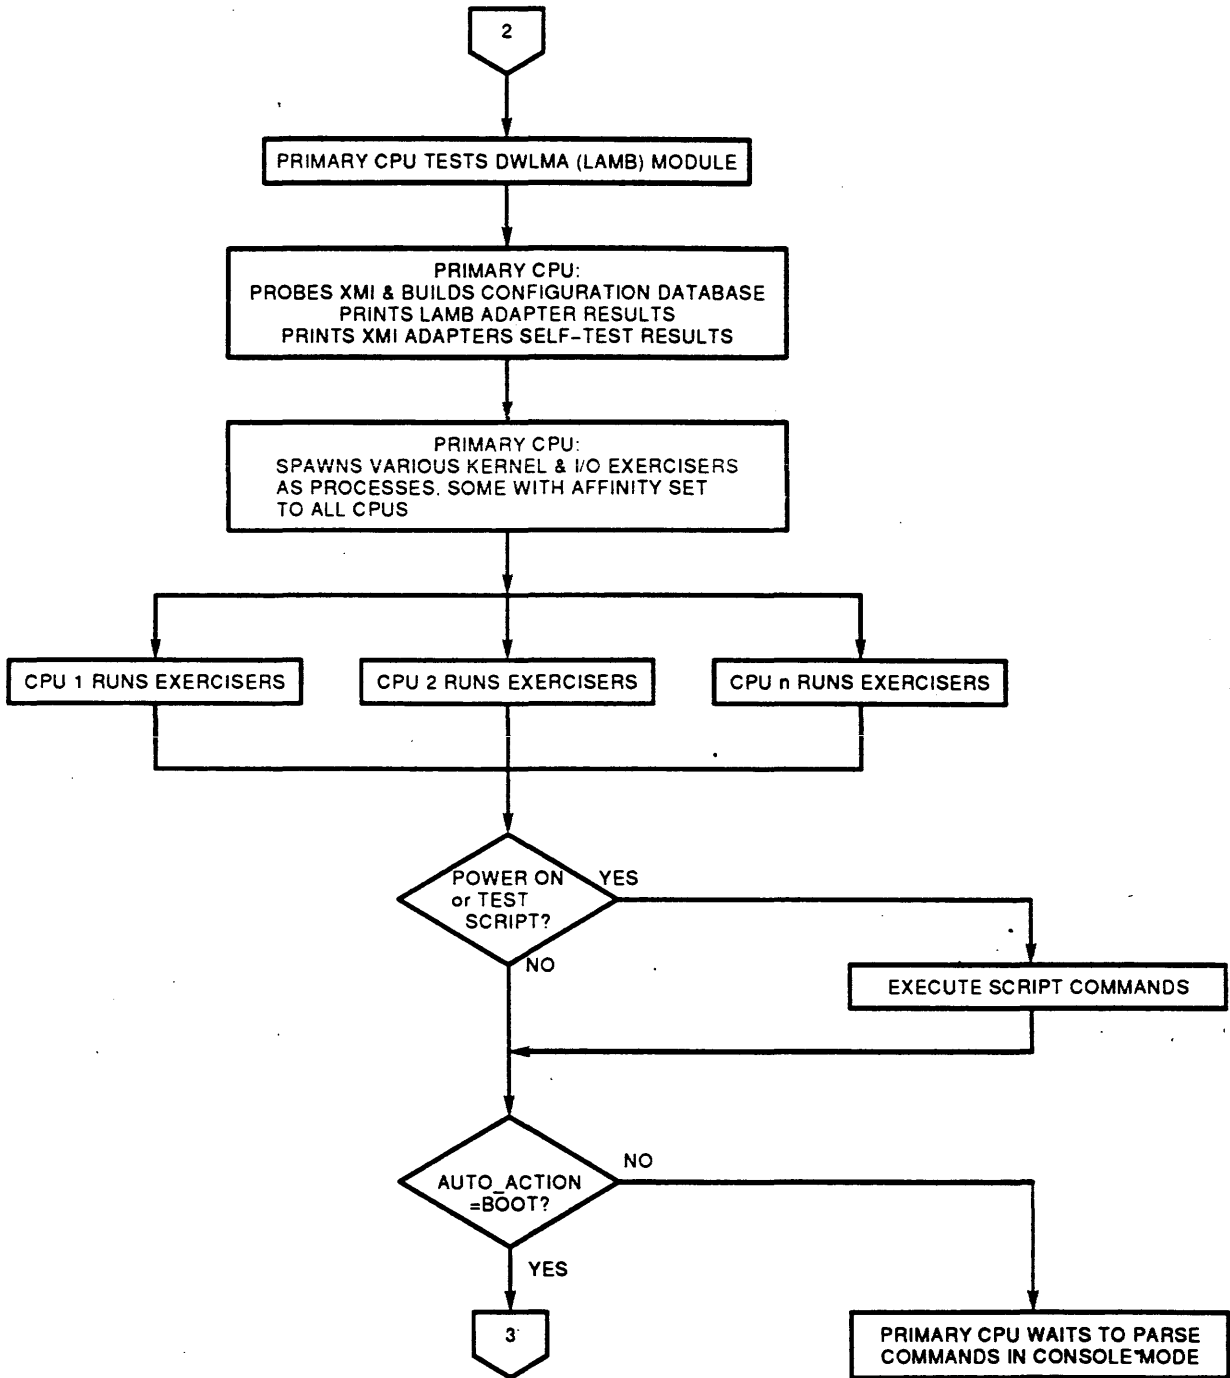 2
PRIMARY CPU TESTS DWLMA (LAMB) MODULE
PRIMARY CPU:
PROBES XMI & BUILDS CONFIGURATION DATABASE
PRINTS LAMB ADAPTER RESULTS
PRINTS XMI ADAPTERS SELF-TEST RESULTS
PRIMARY CPU:
SPAWNS VARIOUS KERNEL & I/O EXERCISERS
AS PROCESSES. SOME WITH AFFINITY SET
TO ALL CPUS
CPU 1 RUNS EXERCISERS
CPU 2 RUNS EXERCISERS
CPU n RUNS EXERCISERS
POWER ON
or TEST
SCRIPT?
YES
NO
EXECUTE SCRIPT COMMANDS
AUTO_ACTION
=BOOT?
NO
YES
3
PRIMARY CPU WAITS TO PARSE
COMMANDS IN CONSOLE MODE